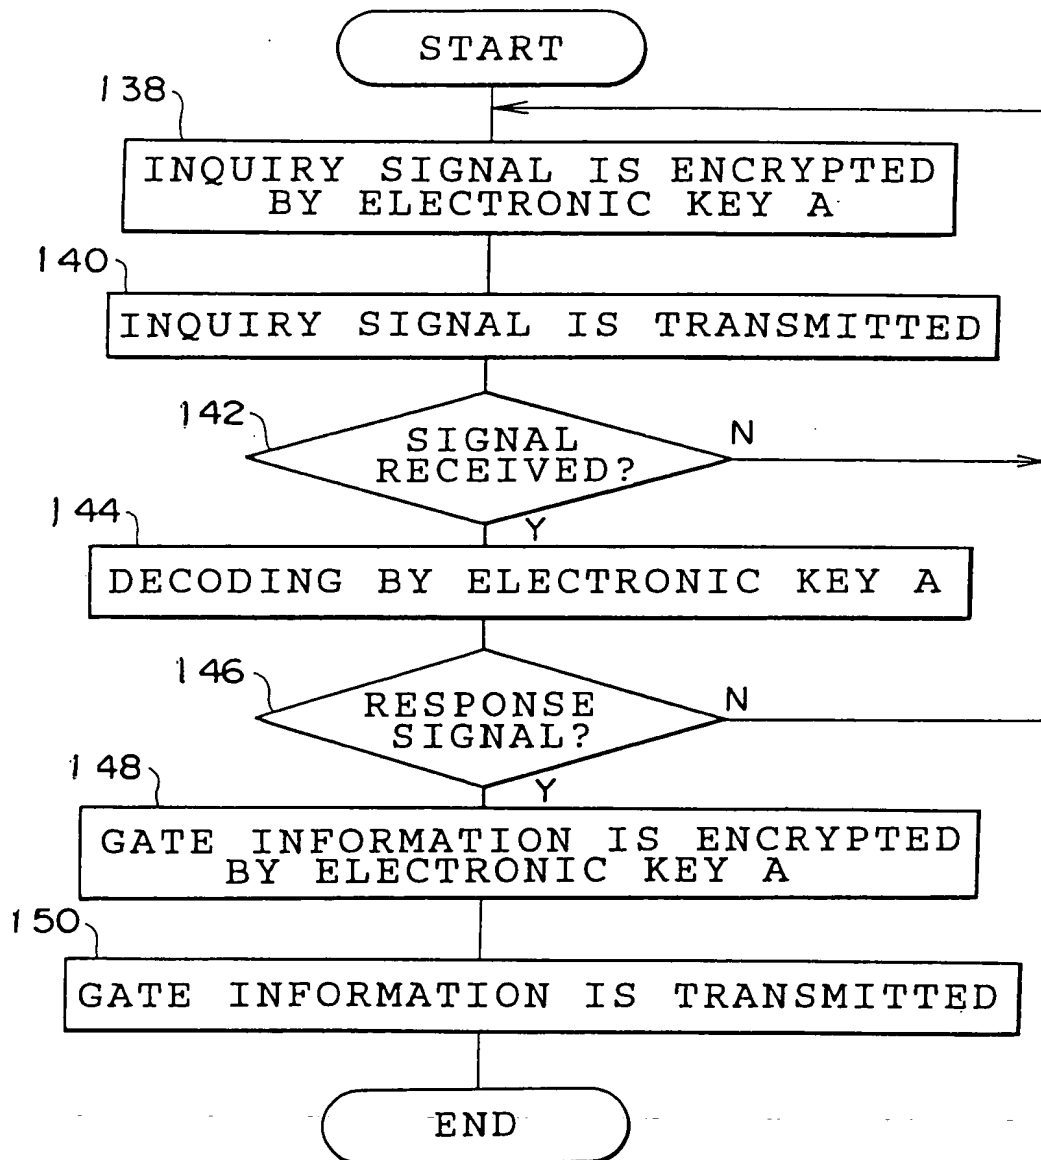 START
138
INQUIRY SIGNAL IS ENCRYPTED
BY ELECTRONIC KEY A
140
INQUIRY SIGNAL IS TRANSMITTED
142
SIGNAL
RECEIVED?
N
Y
144
DECODING BY ELECTRONIC KEY A
146
RESPONSE
SIGNAL?
N
Y
148
GATE INFORMATION IS ENCRYPTED
BY ELECTRONIC KEY A
150
GATE INFORMATION IS TRANSMITTED
END